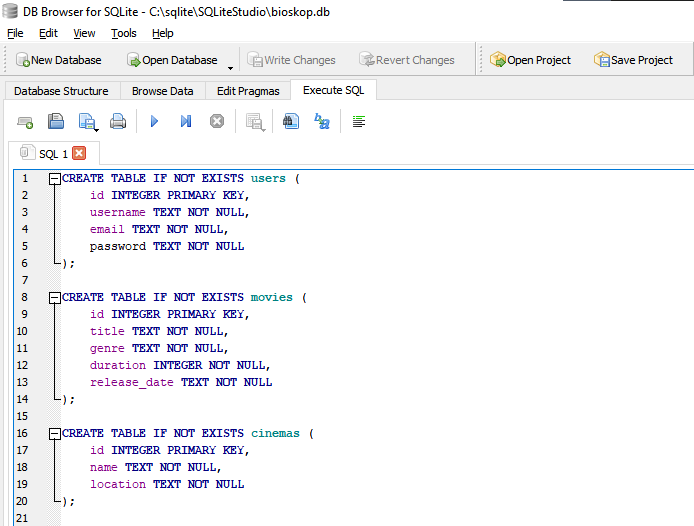 DB Browser for SQLite - C:\sqlite\SQLiteStudio\bioskop.db
File Edit View Tools Help
New Database Open Database Write Changes Revert Changes Open Project Save Project
Database Structure Browse Data Edit Pragmas Execute SQL
SQL 1
1 CREATE TABLE IF NOT EXISTS users (
2 id INTEGER PRIMARY KEY,
3 username TEXT NOT NULL,
4 email TEXT NOT NULL,
5 password TEXT NOT NULL
6 );
7
8 CREATE TABLE IF NOT EXISTS movies (
9 id INTEGER PRIMARY KEY,
10 title TEXT NOT NULL,
11 genre TEXT NOT NULL,
12 duration INTEGER NOT NULL,
13 release_date TEXT NOT NULL
14 );
15
16 CREATE TABLE IF NOT EXISTS cinemas (
17 id INTEGER PRIMARY KEY,
18 name TEXT NOT NULL,
19 location TEXT NOT NULL
20 );
21